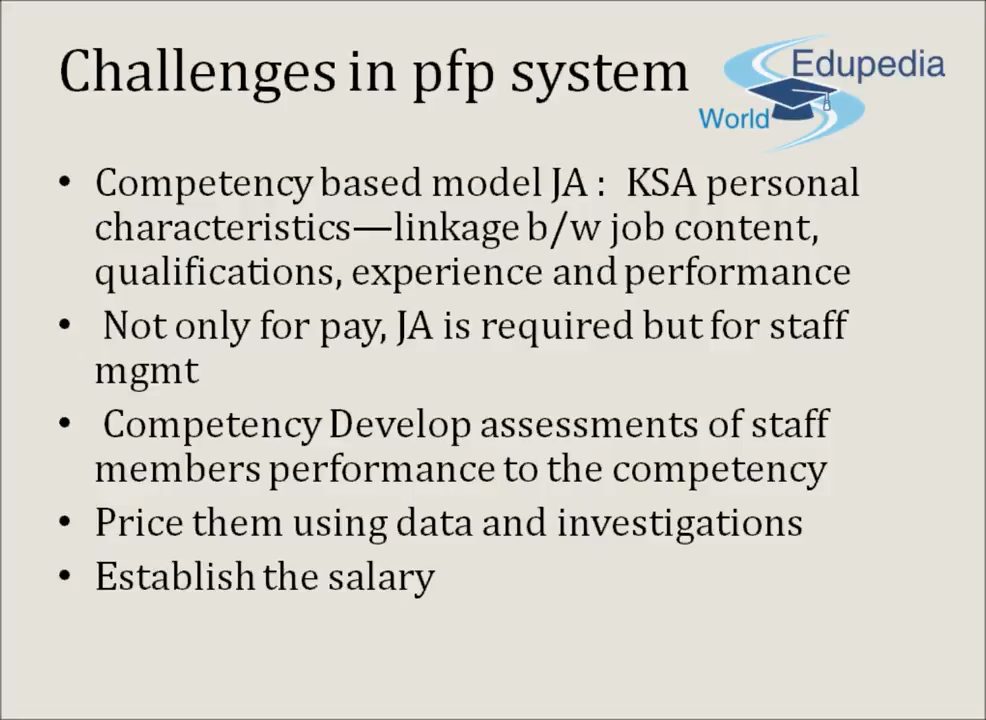 Challenges in pfp system
Edupedia
World
• Competency based model JA :  KSA personal
characteristics—linkage b/w job content,
qualifications, experience and performance
• Not only for pay, JA is required but for staff
mgmt
• Competency Develop assessments of staff
members performance to the competency
• Price them using data and investigations
• Establish the salary